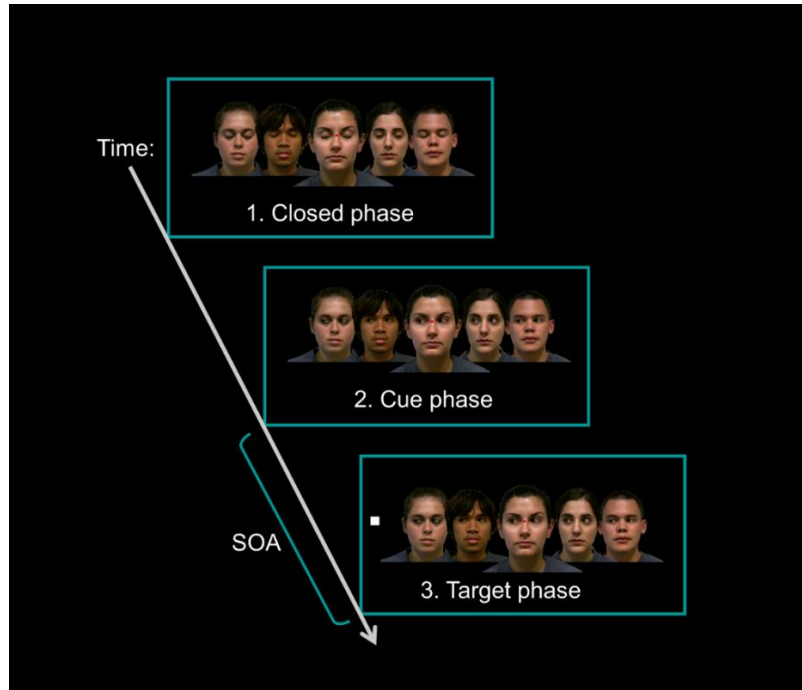 Time:
1. Closed phase
2. Cue phase
SOA
3. Target phase